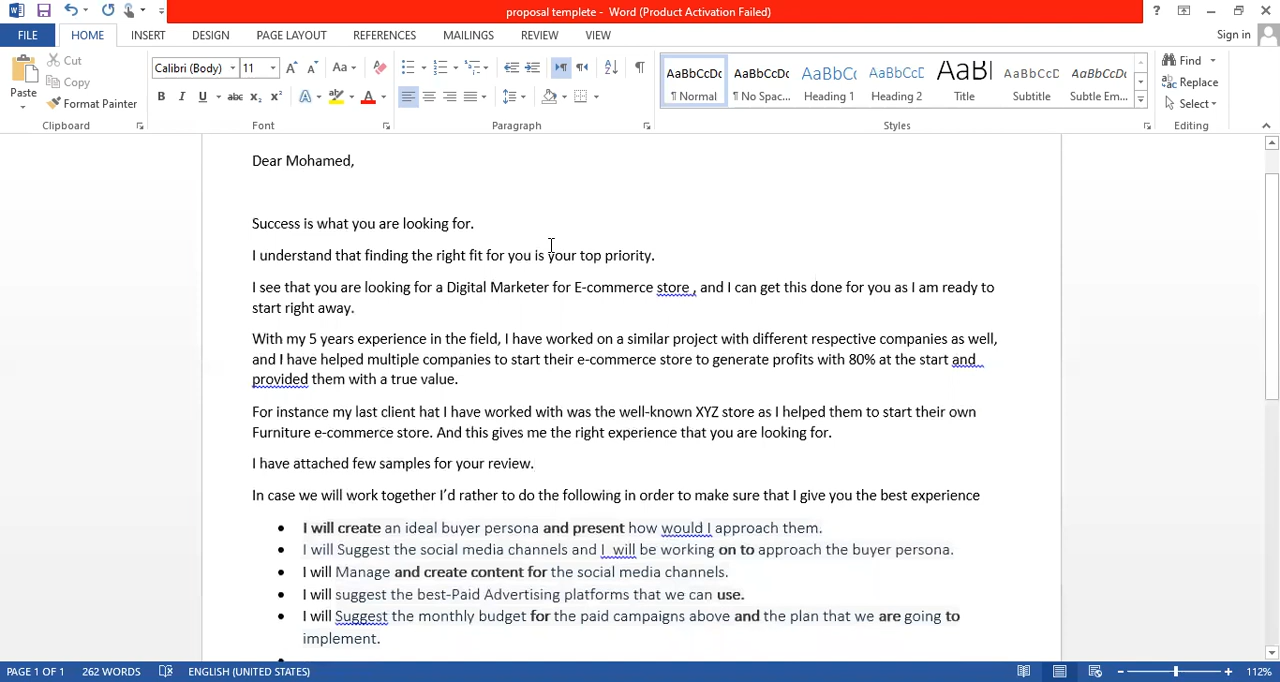 proposal templete - Word (Product Activation Failed)
Sign in
FILE HOME INSERT DESIGN PAGE LAYOUT REFERENCES MAILINGS REVIEW VIEW
Paste
Cut
Copy
Format Painter
Calibri (Body) 11
AaBbCcDc AaBbCcDc AaBbCc AaBbCcD AaBl AaBbCcD AaBbCcDc
¶ Normal ¶ No Spac... Heading 1 Heading 2 Title Subtitle Subtle Em...
Find
Replace
Select
Clipboard Font Paragraph Styles Editing
Dear Mohamed,
Success is what you are looking for.
I understand that finding the right fit for you is your top priority.
I see that you are looking for a Digital Marketer for E-commerce store , and I can get this done for you as I am ready to
start right away.
With my 5 years experience in the field, I have worked on a similar project with different respective companies as well,
and I have helped multiple companies to start their e-commerce store to generate profits with 80% at the start and
provided them with a true value.
For instance my last client hat I have worked with was the well-known XYZ store as I helped them to start their own
Furniture e-commerce store. And this gives me the right experience that you are looking for.
I have attached few samples for your review.
In case we will work together I’d rather to do the following in order to make sure that I give you the best experience
• I will create an ideal buyer persona and present how would I approach them.
• I will Suggest the social media channels and I will be working on to approach the buyer persona.
• I will Manage and create content for the social media channels.
• I will suggest the best-Paid Advertising platforms that we can use.
• I will Suggest the monthly budget for the paid campaigns above and the plan that we are going to
implement.
PAGE 1 OF 1 262 WORDS ENGLISH (UNITED STATES) 112%